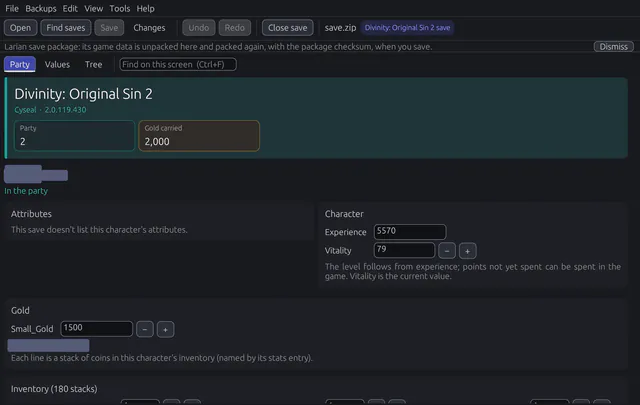 File Backups Edit View Tools Help
Open Find saves Save Changes Undo Redo Close save save.zip Divinity: Original Sin 2 save
Larian save package: its game data is unpacked here and packed again, with the package checksum, when you save. Dismiss
Party Values Tree Find on this screen (Ctrl+F)
Divinity: Original Sin 2
Cyseal · 2.0.119.430
Party
2
Gold carried
2,000
In the party
Attributes
This save doesn't list this character's attributes.
Character
Experience 5570
Vitality 79 − +
The level follows from experience; points not yet spent can be spent in the
game. Vitality is the current value.
Gold
Small_Gold 1500 − +
Each line is a stack of coins in this character's inventory (named by its stats entry).
Inventory (180 stacks)